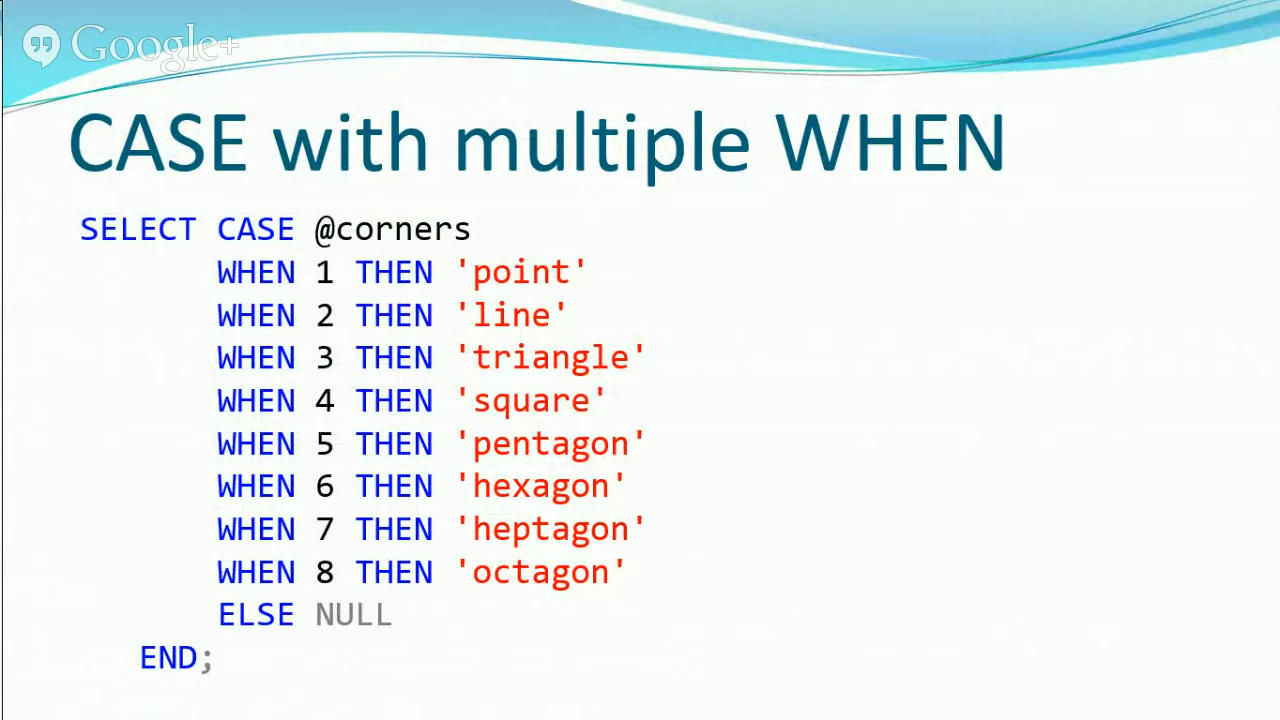 Google+
CASE with multiple WHEN
SELECT CASE @corners
WHEN 1 THEN 'point'
WHEN 2 THEN 'line'
WHEN 3 THEN 'triangle'
WHEN 4 THEN 'square'
WHEN 5 THEN 'pentagon'
WHEN 6 THEN 'hexagon'
WHEN 7 THEN 'heptagon'
WHEN 8 THEN 'octagon'
ELSE NULL
END;